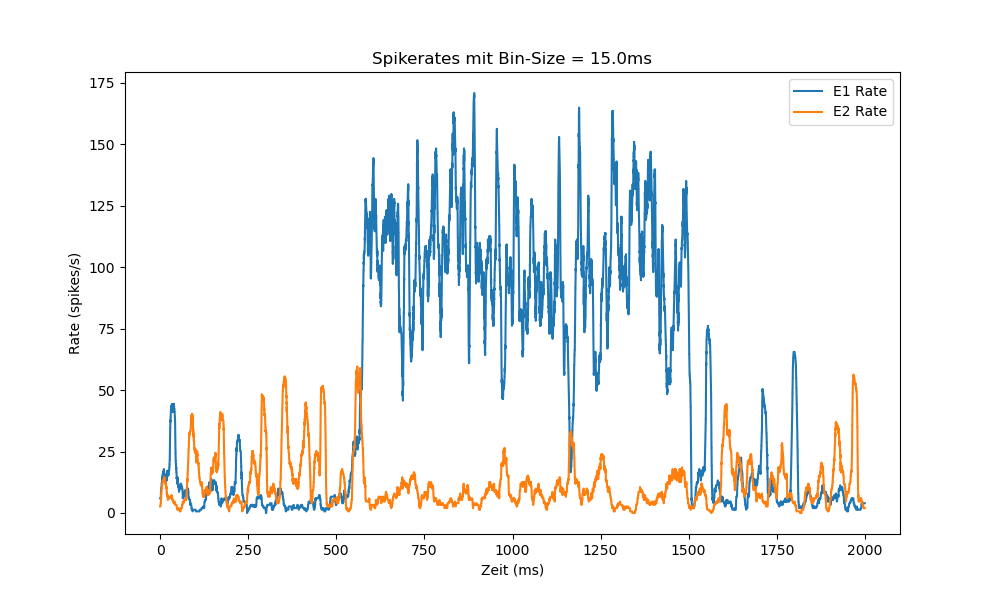 Spikerates mit Bin-Size = 15.0ms
175
150
125
100
75
50
25
0
Rate (spikes/s)
E1 Rate
E2 Rate
0 250 500 750 1000 1250 1500 1750 2000
Zeit (ms)